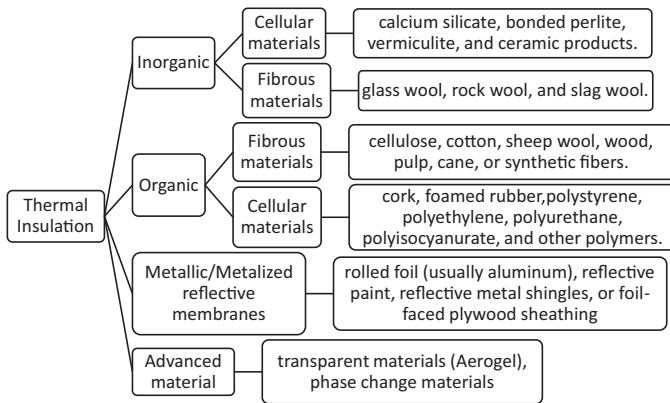 Thermal
Insulation
Inorganic
Cellular
materials
calcium silicate, bonded perlite,
vermiculite, and ceramic products.
Fibrous
materials
glass wool, rock wool, and slag wool.
Organic
Fibrous
materials
cellulose, cotton, sheep wool, wood,
pulp, cane, or synthetic fibers.
Cellular
materials
cork, foamed rubber,polystyrene,
polyethylene, polyurethane,
polyisocyanurate, and other polymers.
Metallic/Metalized
reflective
membranes
rolled foil (usually aluminum), reflective
paint, reflective metal shingles, or foil-
faced plywood sheathing
Advanced
material
transparent materials (Aerogel),
phase change materials